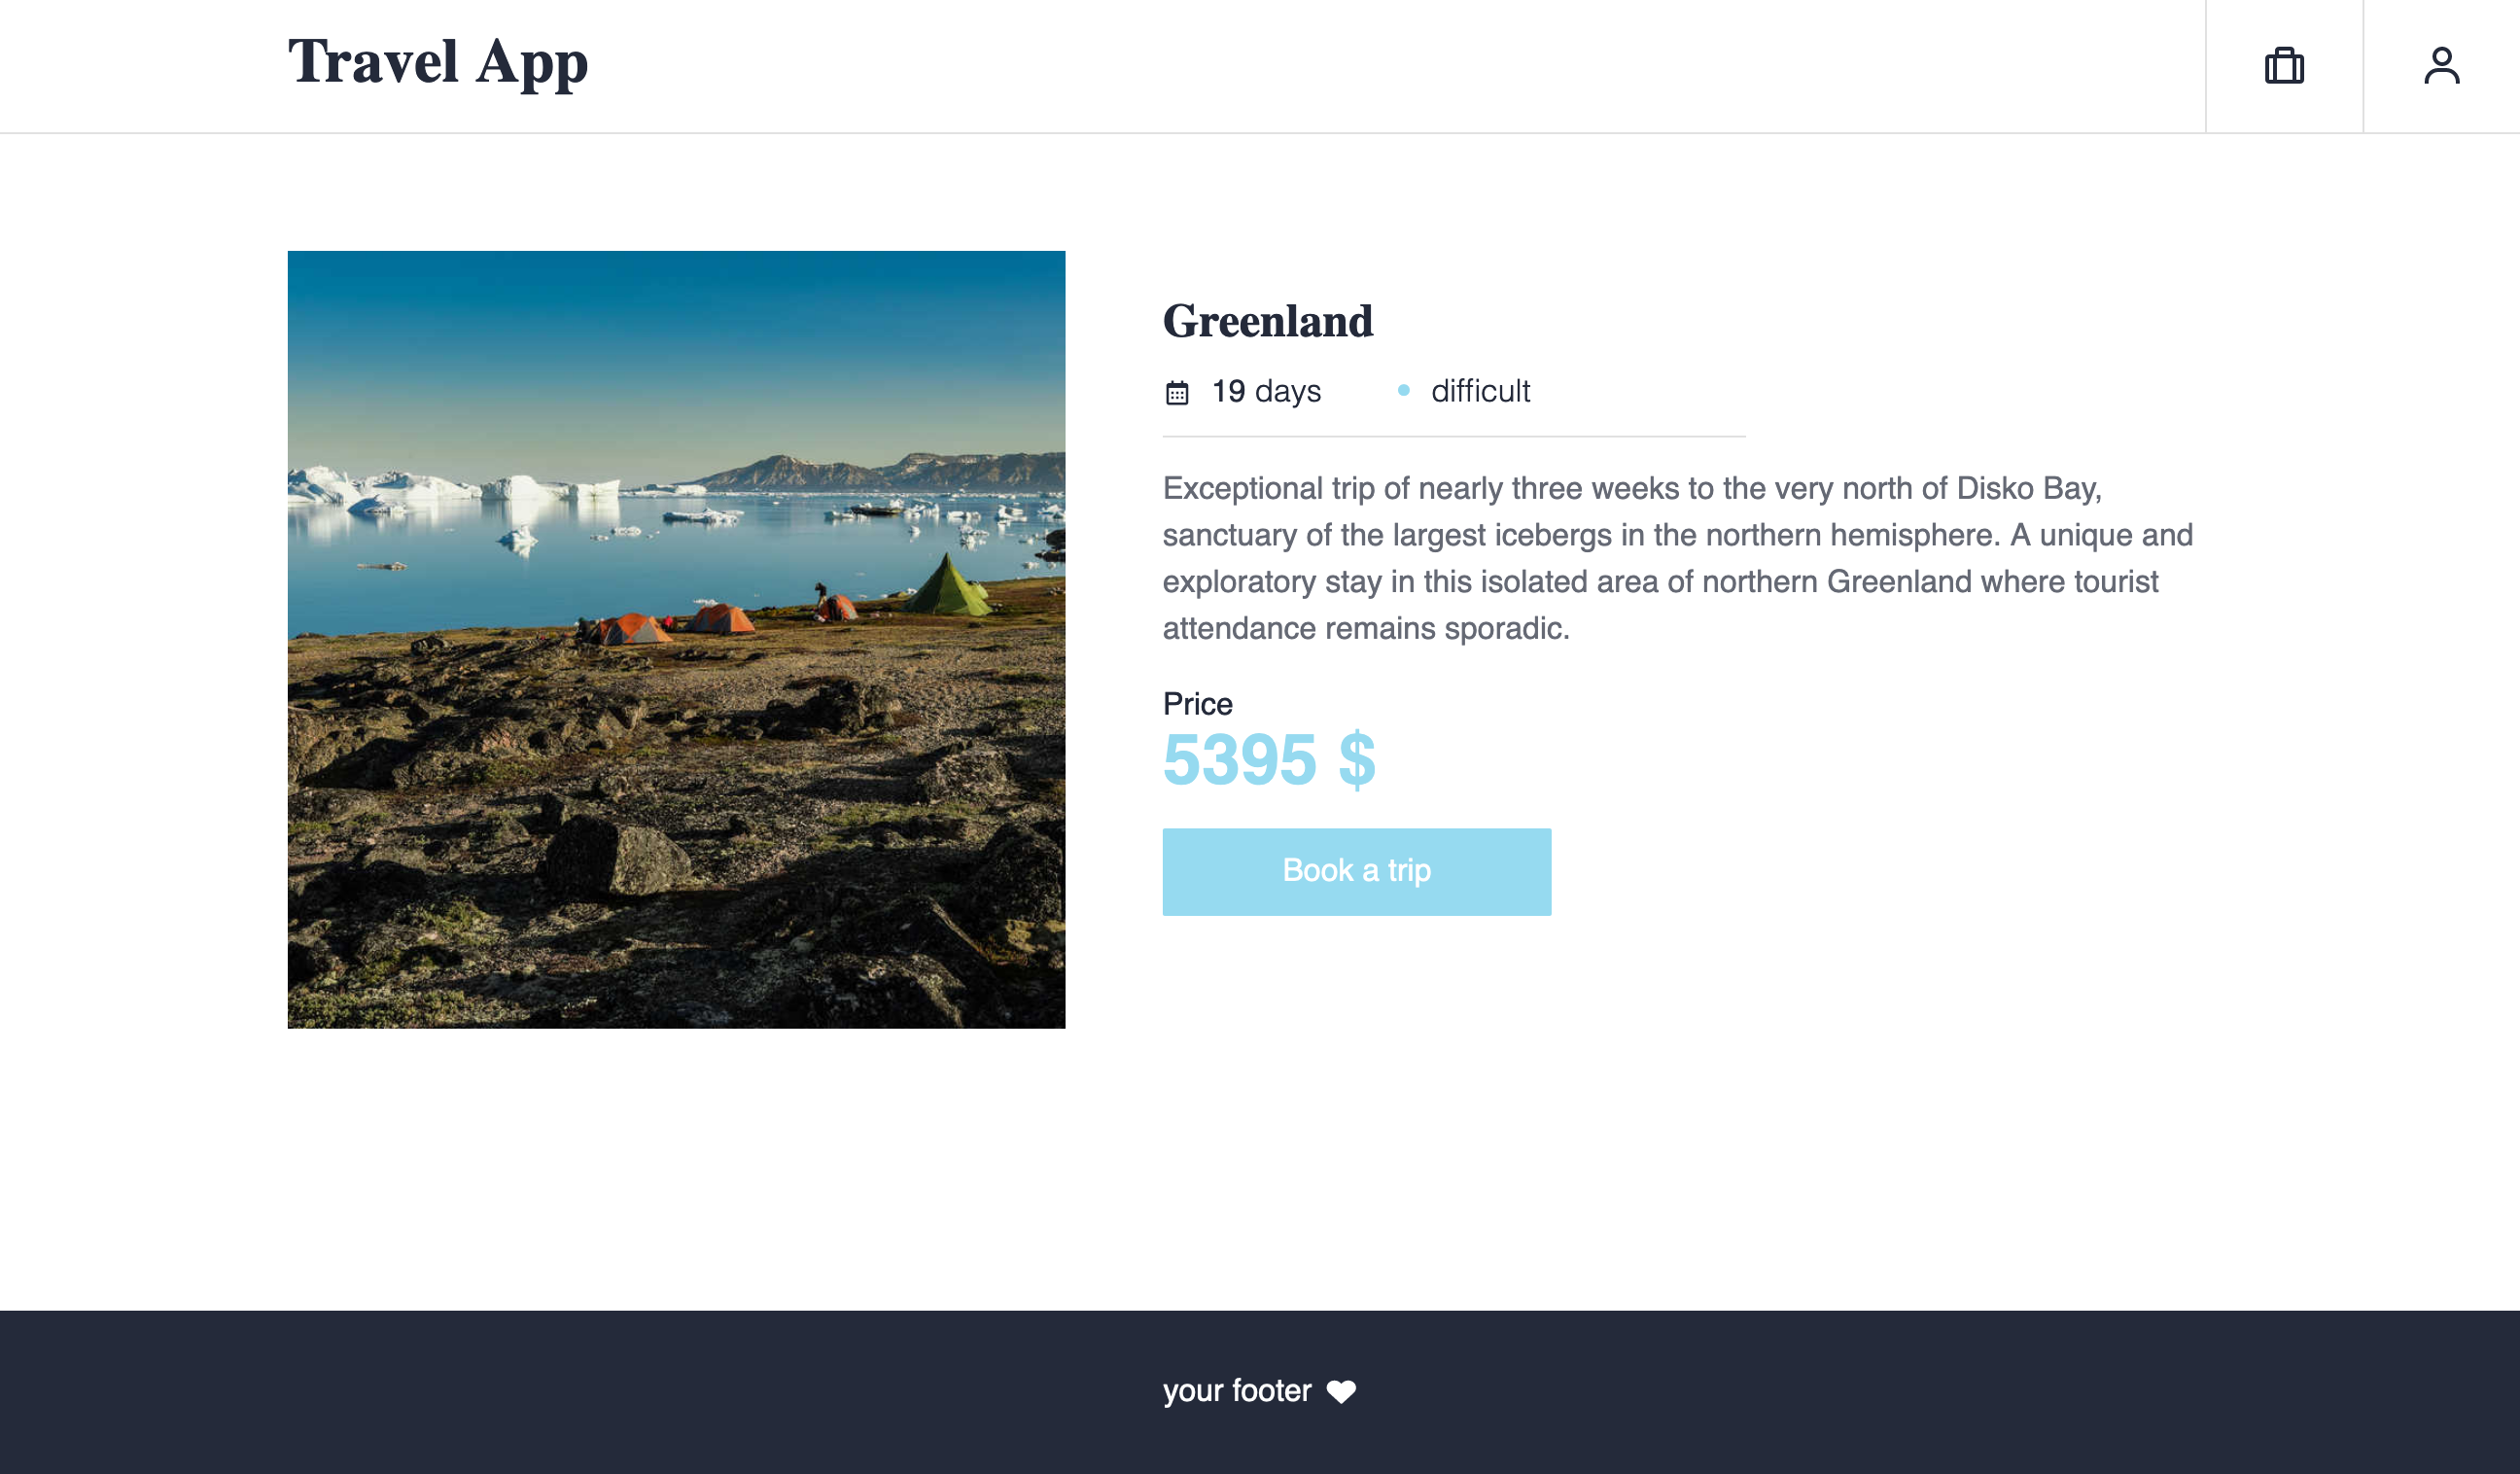 Travel App
Greenland
19 days difficult
Exceptional trip of nearly three weeks to the very north of Disko Bay,
sanctuary of the largest icebergs in the northern hemisphere. A unique and
exploratory stay in this isolated area of northern Greenland where tourist
attendance remains sporadic.
Price
5395 $
Book a trip
your footer